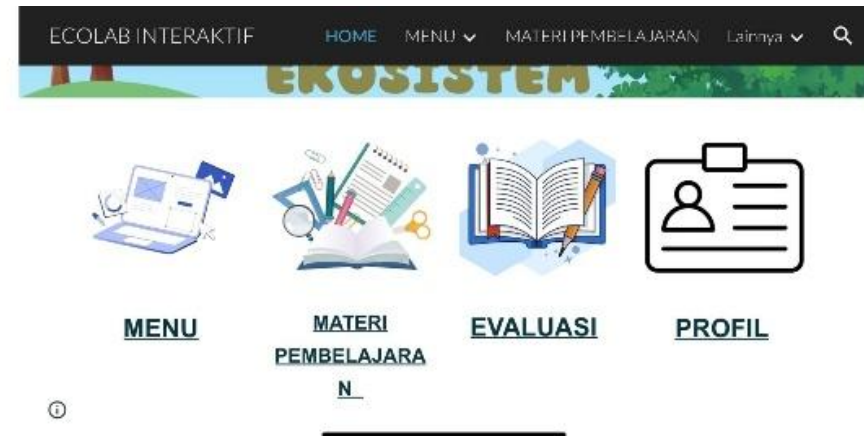 ECOLAB INTERAKTIF HOME MENU MATERI PEMBELAJARAN Lainnya
EKOSISTEM
MENU
MATERI
PEMBELAJARA
N
EVALUASI
PROFIL